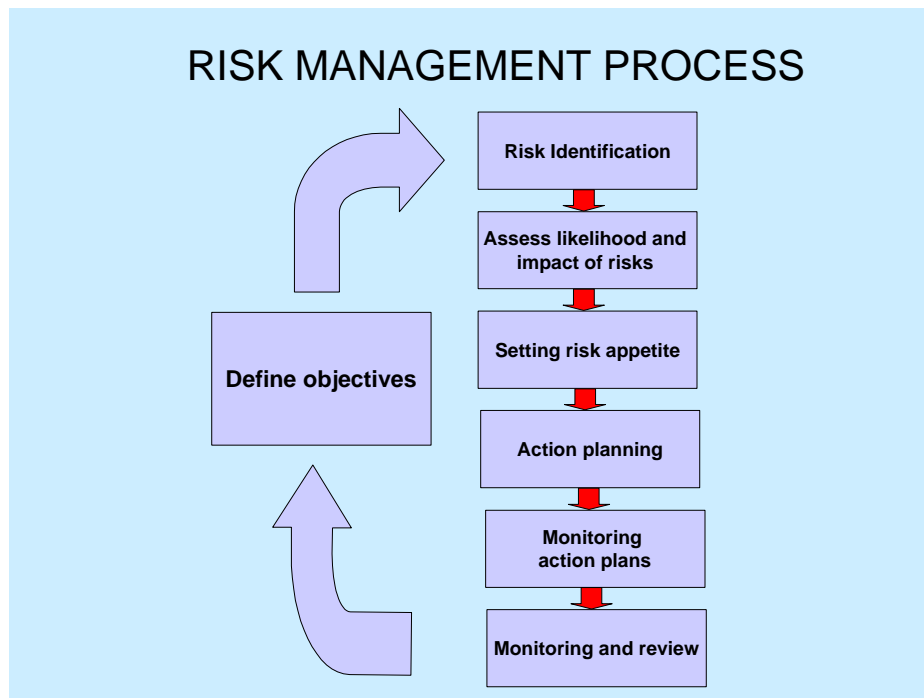 RISK MANAGEMENT PROCESS
Risk Identification
Assess likelihood and
impact of risks
Setting risk appetite
Define objectives
Action planning
Monitoring
action plans
Monitoring and review